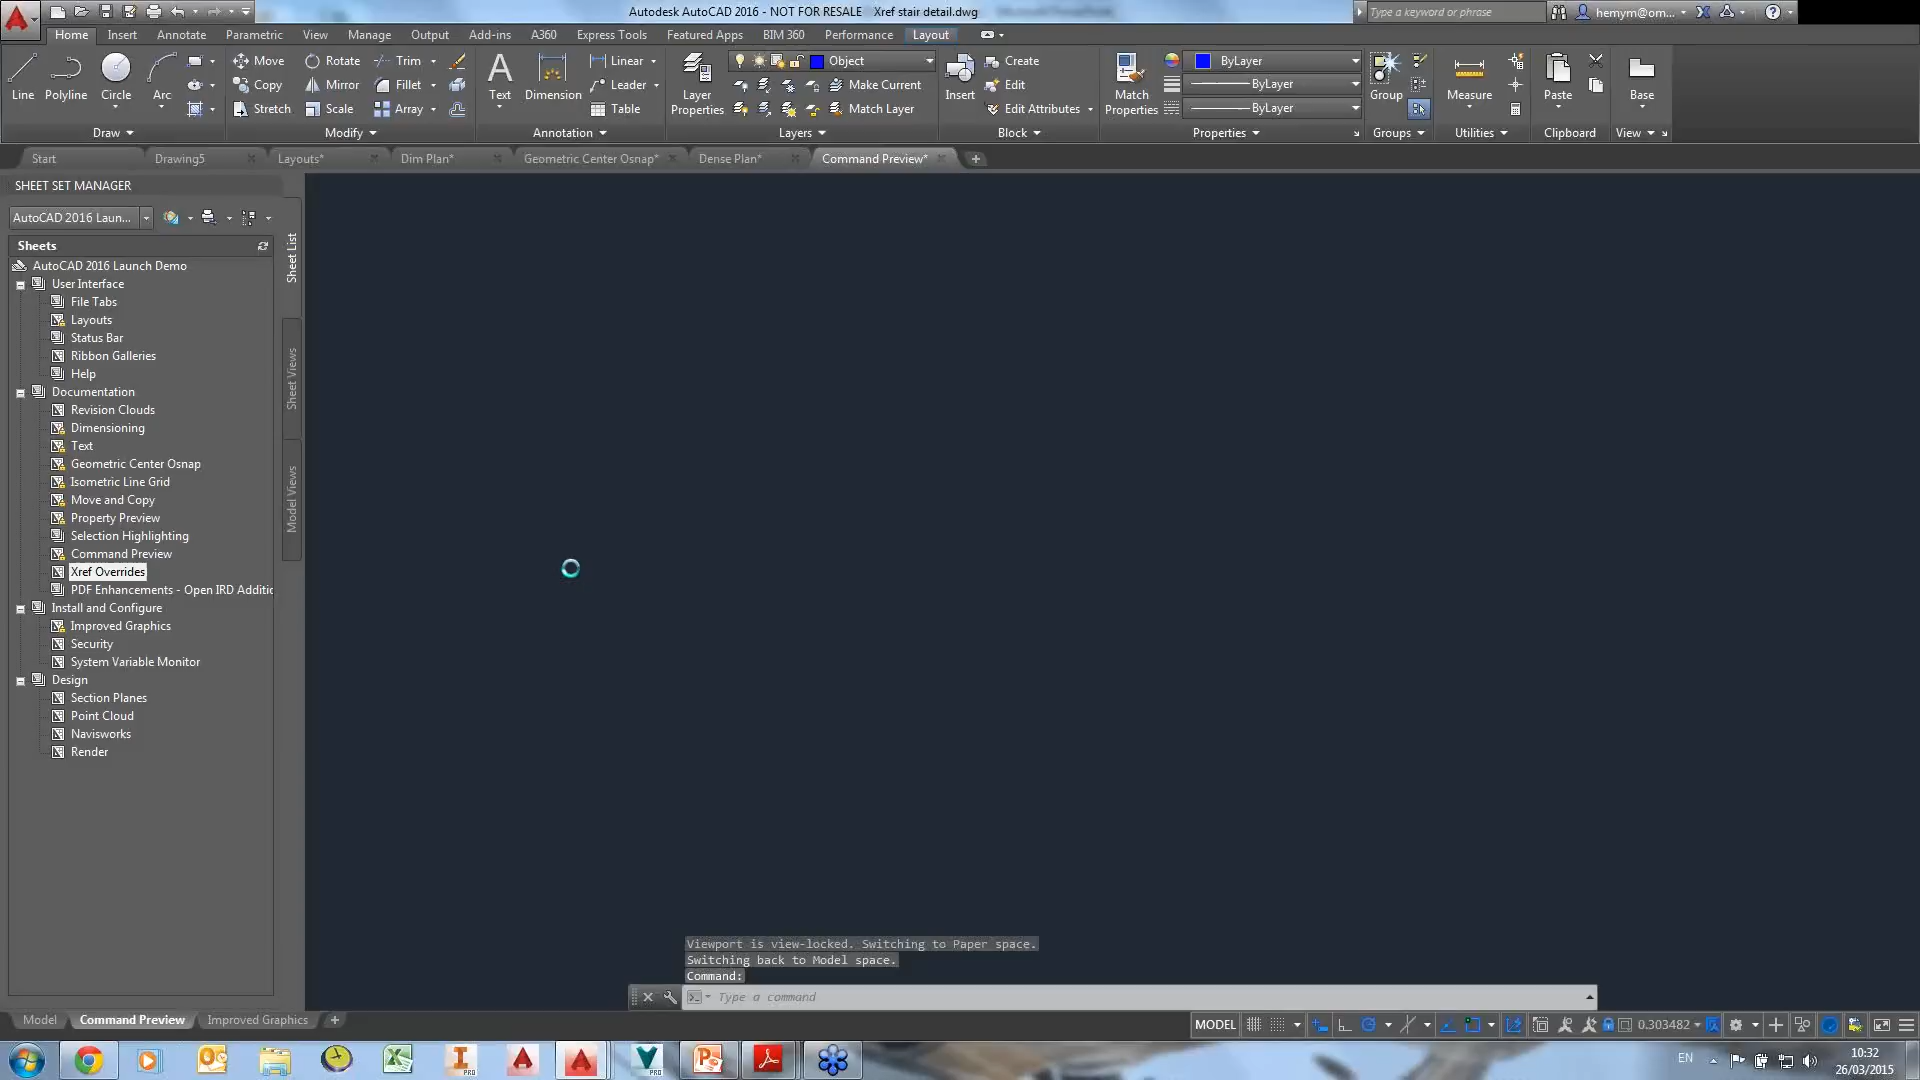 Autodesk AutoCAD 2016 - NOT FOR RESALE    Xref stair detail.dwg
Type a keyword or phrase
hemym@om...
Home Insert Annotate Parametric View Manage Output Add-ins A360 Express Tools Featured Apps BIM 360 Performance Layout
Line Polyline Circle Arc
Move Rotate Trim
Copy Mirror Fillet
Stretch Scale Array
Text Dimension
Linear
Leader
Table
Layer Properties
Object
Make Current
Match Layer
Insert
Create
Edit
Edit Attributes
Match Properties
ByLayer
ByLayer
ByLayer
Group
Measure
Paste
Base
Draw Modify Annotation Layers Block Properties Groups Utilities Clipboard View
Start Drawing5 Layouts* Dim Plan* Geometric Center Osnap* Dense Plan* Command Preview*
SHEET SET MANAGER
AutoCAD 2016 Laun...
Sheets
AutoCAD 2016 Launch Demo
User Interface
File Tabs
Layouts
Status Bar
Ribbon Galleries
Help
Documentation
Revision Clouds
Dimensioning
Text
Geometric Center Osnap
Isometric Line Grid
Move and Copy
Property Preview
Selection Highlighting
Command Preview
Xref Overrides
PDF Enhancements - Open IRD Additic
Install and Configure
Improved Graphics
Security
System Variable Monitor
Design
Section Planes
Point Cloud
Navisworks
Render
Sheet List
Sheet Views
Model Views
Viewport is view-locked. Switching to Paper space.
Switching back to Model space.
Command:
Type a command
Model Command Preview Improved Graphics
MODEL
0.303482
EN
10:32
26/03/2015